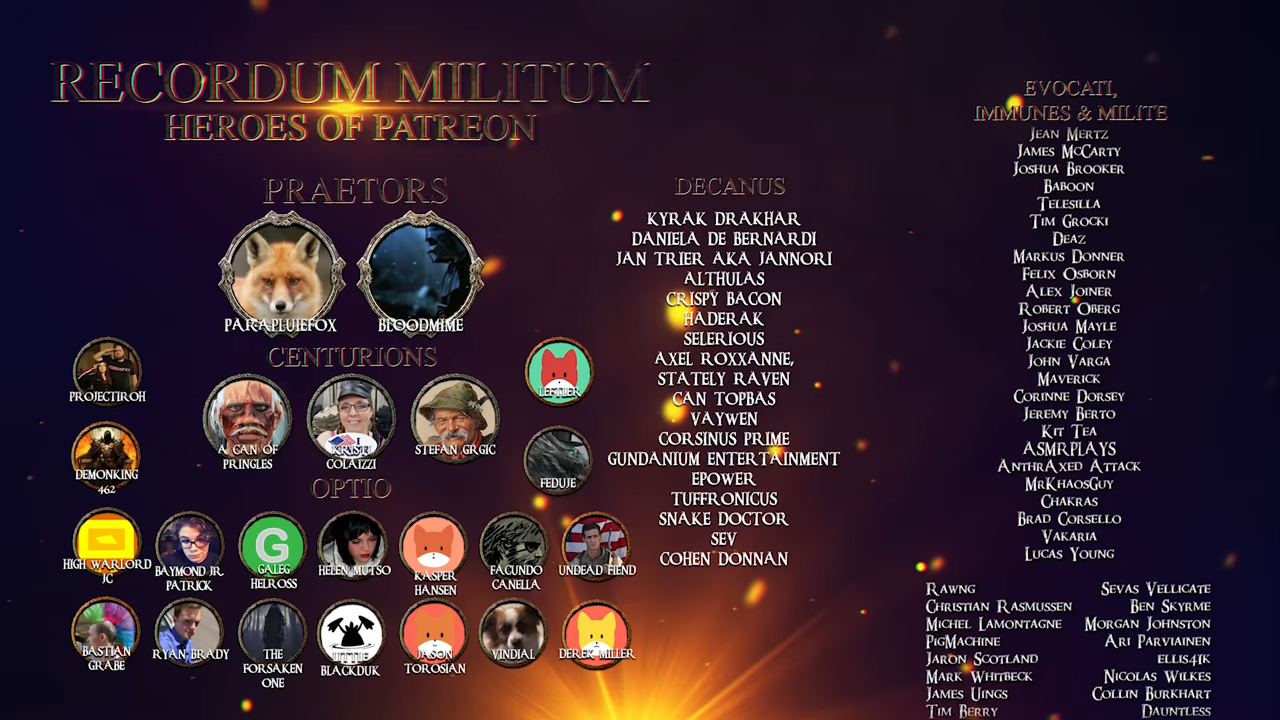 RECORDUM MILITUM
HEROES OF PATREON
PRAETORS
PARAPLUIEFOX
BLOODMIME
CENTURIONS
PROJECTIROH
A CAN OF
PRINGLES
KRISTI
COLAIZZI
STEFAN GRGIC
LEFTLER
DEMONKING
462
FEDUJE
OPTIO
HIGH WARLORD
JC
BAYMOND JR.
PATRICK
G
GALEG
HELROSS
HELEN MUTSO
KASPER
HANSEN
FACUNDO
CANELLA
UNDEAD FIEND
BASTIAN
GRABE
RYAN BRADY
THE
FORSAKEN
ONE
LITTLE
BLACKDUK
JASON
TOROSIAN
VINDIAL
DEREK MILLER
DECANUS
KYRAK DRAKHAR
DANIELA DE BERNARDI
JAN TRIER AKA JANNORI
ALTHULAS
CRISPY BACON
HADERAK
SELERIOUS
AXEL ROXXANNE,
STATELY RAVEN
CAN TOPBAS
VAYWEN
CORSINUS PRIME
GUNDANIUM ENTERTAINMENT
EPOWER
TUFFRONICUS
SNAKE DOCTOR
SEV
COHEN DONNAN
EVOCATI,
IMMUNES & MILITE
JEAN MERTZ
JAMES MCCARTY
JOSHUA BROOKER
BABOON
TELESILLA
TIM GROCKI
DEAZ
MARKUS DONNER
FELIX OSBORN
ALEX JOINER
ROBERT OBERG
JOSHUA MAYLE
JACKIE COLEY
JOHN VARGA
MAVERICK
CORINNE DORSEY
JEREMY BERTO
KIT TEA
ASMRPLAYS
ANTHRAXED ATTACK
MRKHAOSGUY
CHAKRAS
BRAD CORSELLO
VAKARIA
LUCAS YOUNG
RAWNG
CHRISTIAN RASMUSSEN
MICHEL LAMONTAGNE
PIGMACHINE
JARON SCOTLAND
MARK WHITBECK
JAMES UINGS
TIM BERRY
SEVAS VELLICATE
BEN SKYRME
MORGAN JOHNSTON
ARI PARVIAINEN
ELLIS41K
NICOLAS WILKES
COLLIN BURKHART
DAUNTLESS